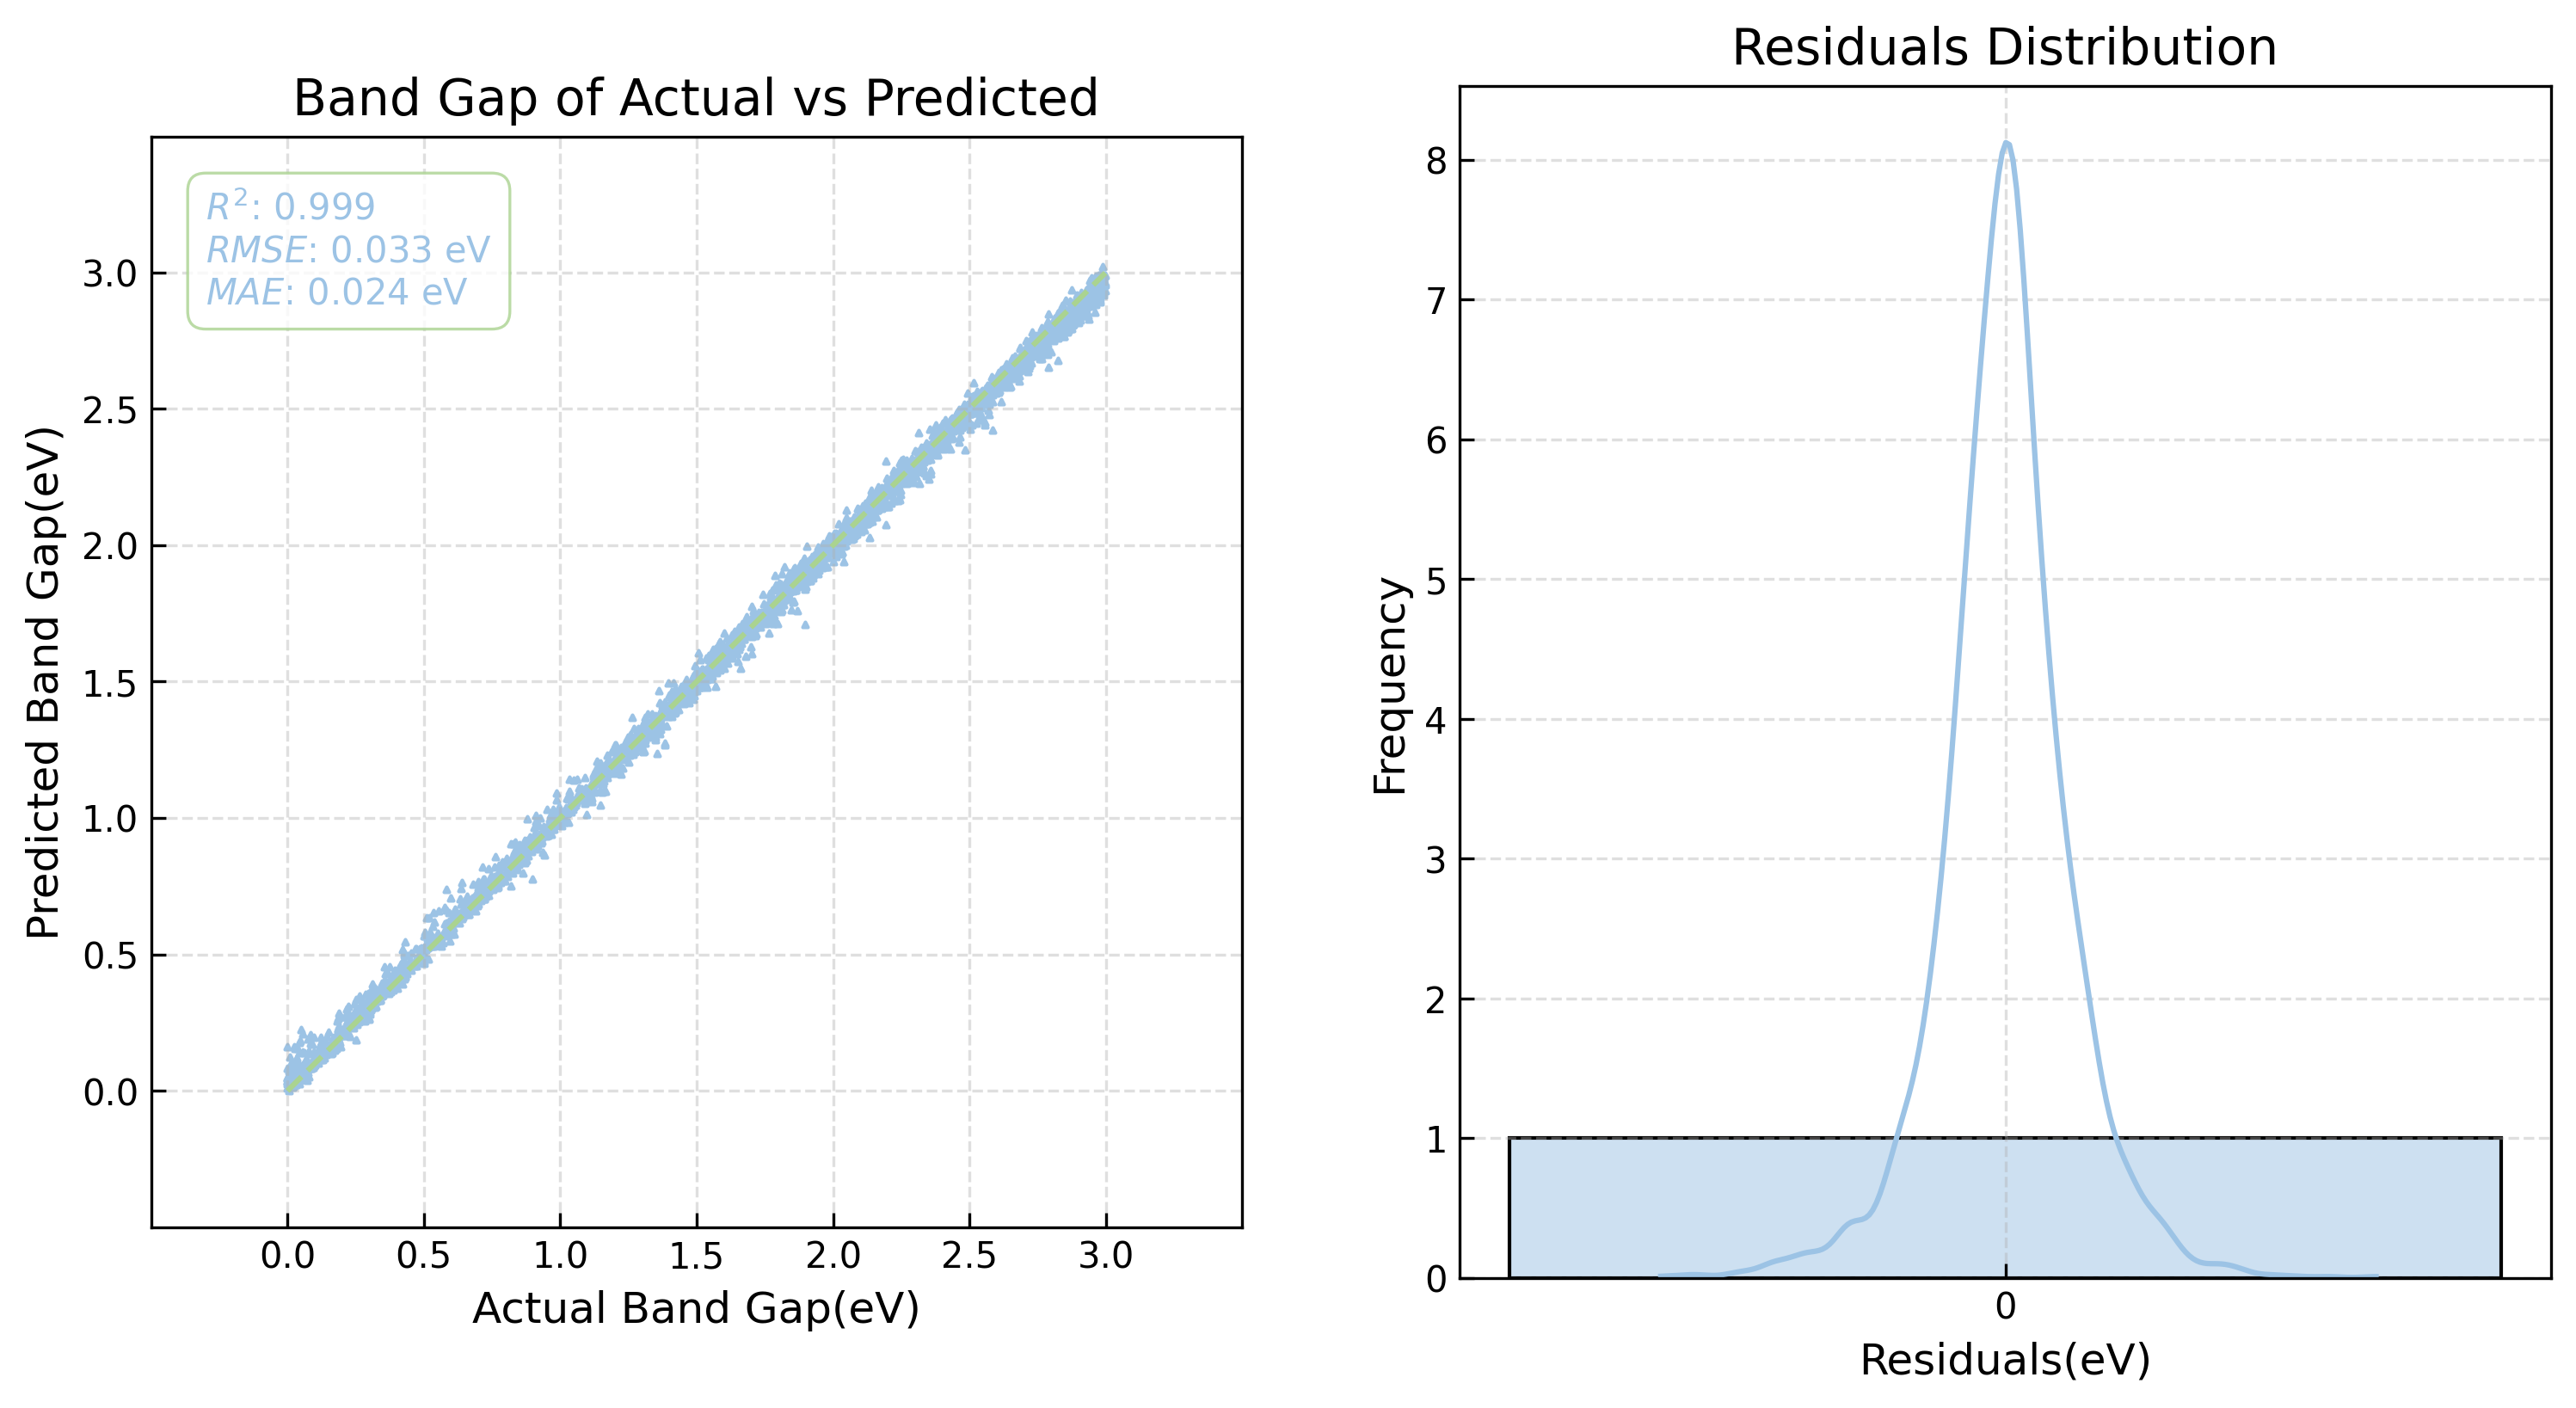 Band Gap of Actual vs Predicted
R²: 0.999
RMSE: 0.033 eV
MAE: 0.024 eV
Predicted Band Gap(eV)
3.0
2.5
2.0
1.5
1.0
0.5
0.0
0.0 0.5 1.0 1.5 2.0 2.5 3.0
Actual Band Gap(eV)
Residuals Distribution
Frequency
8
7
6
5
4
3
2
1
0
0
Residuals(eV)